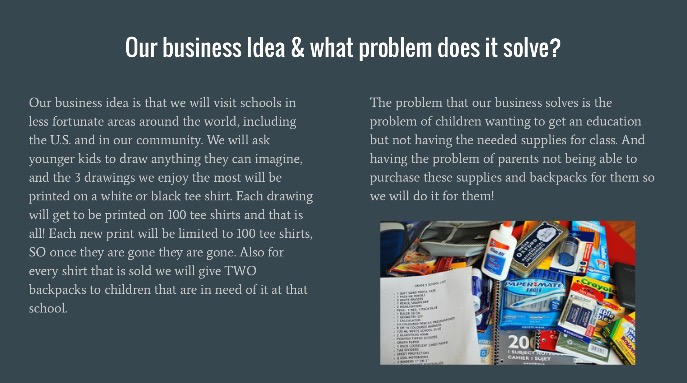 Our business Idea & what problem does it solve?
Our business idea is that we will visit schools in
less fortunate areas around the world, including
the U.S. and in our community. We will ask
younger kids to draw anything they can imagine,
and the 3 drawings we enjoy the most will be
printed on a white or black tee shirt. Each drawing
will get to be printed on 100 tee shirts and that is
all! Each new print will be limited to 100 tee shirts,
SO once they are gone they are gone. Also for
every shirt that is sold we will give TWO
backpacks to children that are in need of it at that
school.
The problem that our business solves is the
problem of children wanting to get an education
but not having the needed supplies for class. And
having the problem of parents not being able to
purchase these supplies and backpacks for them so
we will do it for them!
PAPER:MATE
Crayola
200
1 SUBJECT
CAHIER 1 SUJET